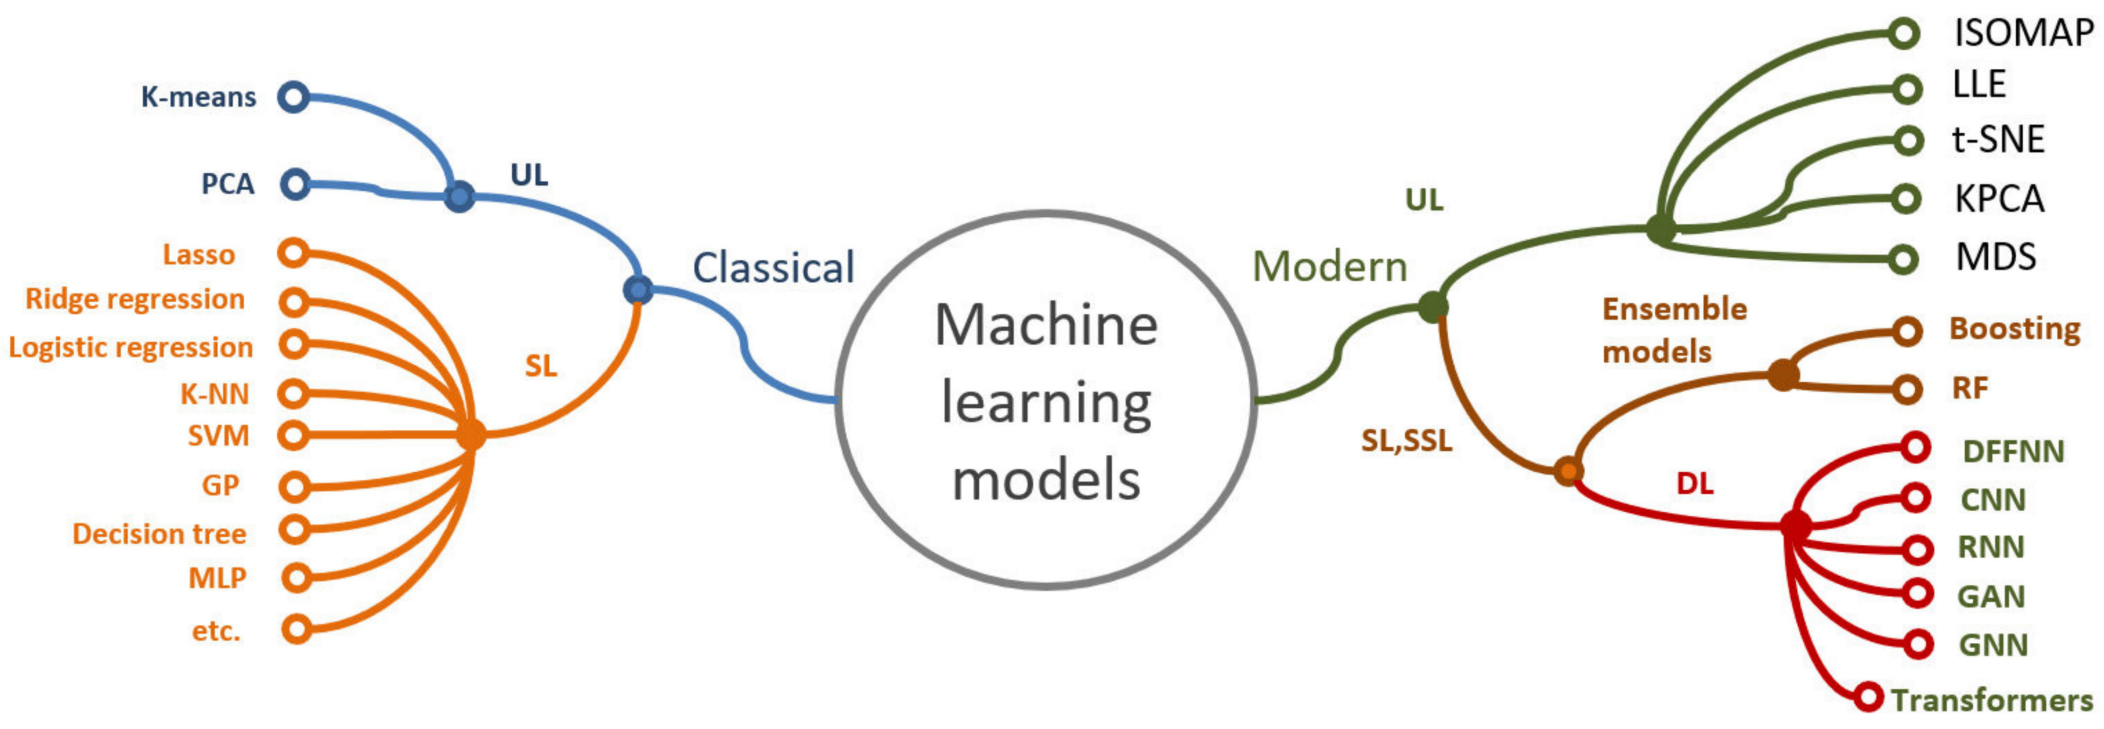 K-means
PCA
UL
Lasso
Ridge regression
Logistic regression
K-NN
SVM
GP
Decision tree
MLP
etc.
SL
Classical
Machine
learning
models
Modern
UL
ISOMAP
LLE
t-SNE
KPCA
MDS
SL,SSL
Ensemble
models
Boosting
RF
DL
DFFNN
CNN
RNN
GAN
GNN
Transformers